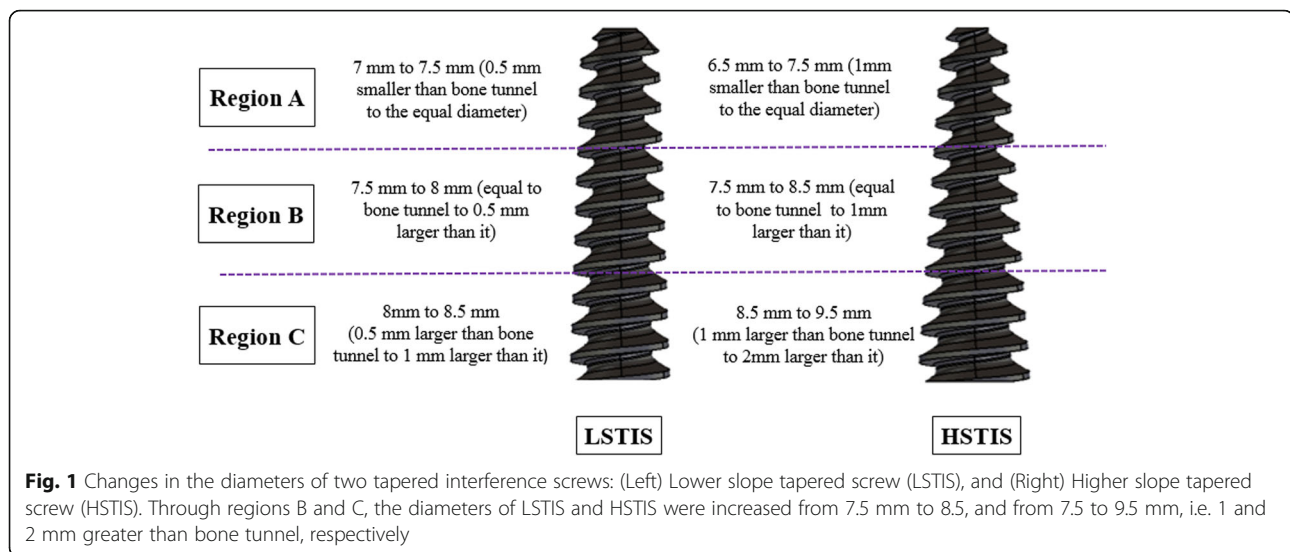 Region A
7 mm to 7.5 mm (0.5 mm
smaller than bone tunnel
to the equal diameter)
6.5 mm to 7.5 mm (1mm
smaller than bone tunnel
to the equal diameter)
Region B
7.5 mm to 8 mm (equal to
bone tunnel to 0.5 mm
larger than it)
7.5 mm to 8.5 mm (equal
to bone tunnel to 1mm
larger than it)
Region C
8mm to 8.5 mm
(0.5 mm larger than bone
tunnel to 1 mm larger than it)
8.5 mm to 9.5 mm
(1 mm larger than bone tunnel
to 2mm larger than it)
LSTIS
HSTIS
Fig. 1 Changes in the diameters of two tapered interference screws: (Left) Lower slope tapered screw (LSTIS), and (Right) Higher slope tapered
screw (HSTIS). Through regions B and C, the diameters of LSTIS and HSTIS were increased from 7.5 mm to 8.5, and from 7.5 to 9.5 mm, i.e. 1 and
2 mm greater than bone tunnel, respectively